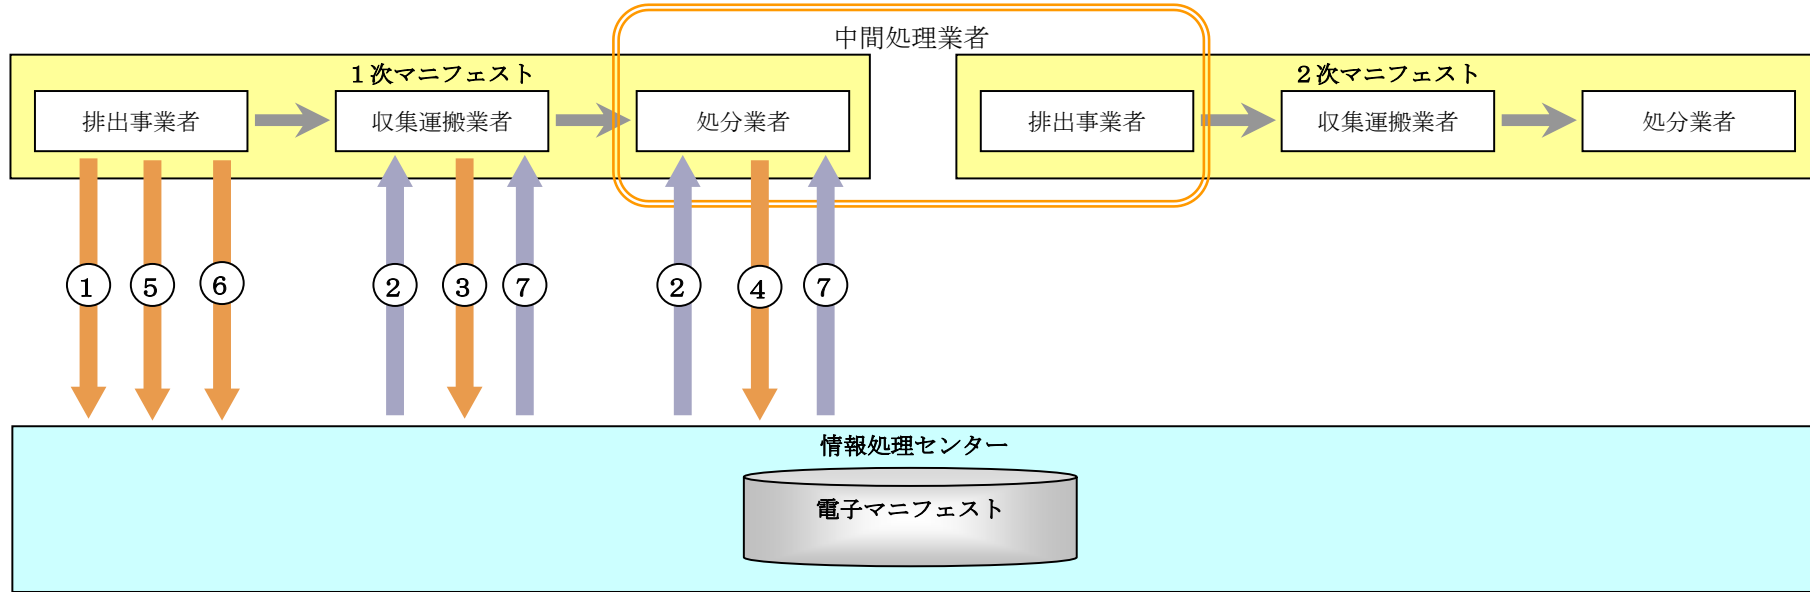 中間処理業者
１次マニフェスト
排出事業者
収集運搬業者
処分業者
２次マニフェスト
排出事業者
収集運搬業者
処分業者
1
5
6
2
3
7
2
4
7
情報処理センター
電子マニフェスト